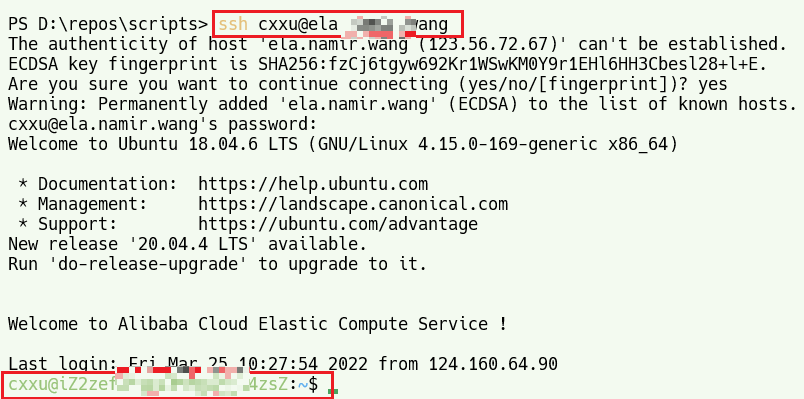 PS D:\repos\scripts> ssh cxxu@ela wang
The authenticity of host 'ela.namir.wang (123.56.72.67)' can't be established.
ECDSA key fingerprint is SHA256:fzCj6tgyw692Kr1WSwKM0Y9r1EHl6HH3Cbesl28+l+E.
Are you sure you want to continue connecting (yes/no/[fingerprint])? yes
Warning: Permanently added 'ela.namir.wang' (ECDSA) to the list of known hosts.
cxxu@ela.namir.wang's password:
Welcome to Ubuntu 18.04.6 LTS (GNU/Linux 4.15.0-169-generic x86_64)
* Documentation:  https://help.ubuntu.com
* Management:     https://landscape.canonical.com
* Support:        https://ubuntu.com/advantage
New release '20.04.4 LTS' available.
Run 'do-release-upgrade' to upgrade to it.
Welcome to Alibaba Cloud Elastic Compute Service !
Last login: Fri Mar 25 10:27:54 2022 from 124.160.64.90
cxxu@iZ2zef 4zsZ:~$